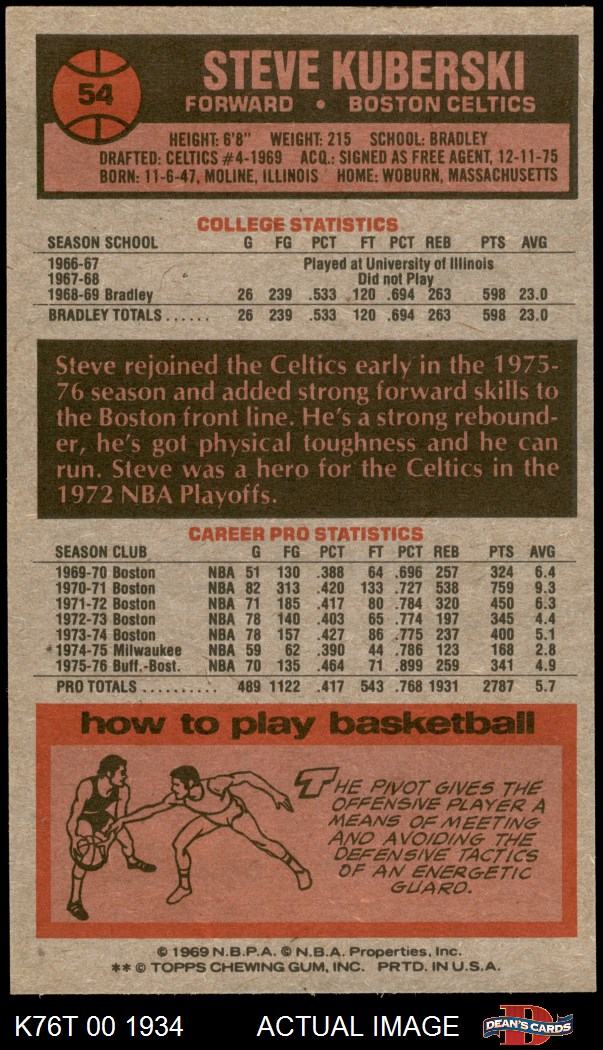 54
STEVE KUBERSKI
FORWARD • BOSTON CELTICS
HEIGHT: 6'8" WEIGHT: 215 SCHOOL: BRADLEY
DRAFTED: CELTICS #4-1969 ACQ.: SIGNED AS FREE AGENT, 12-11-75
BORN: 11-6-47, MOLINE, ILLINOIS HOME: WOBURN, MASSACHUSETTS
COLLEGE STATISTICS
SEASON SCHOOL G FG PCT FT PCT REB PTS AVG
1966-67 Played at University of Illinois
1967-68 Did not Play
1968-69 Bradley 26 239 .533 120 .694 263 598 23.0
BRADLEY TOTALS ...... 26 239 .533 120 .694 263 598 23.0
Steve rejoined the Celtics early in the 1975-
76 season and added strong forward skills to
the Boston front line. He's a strong rebound-
er, he's got physical toughness and he can
run. Steve was a hero for the Celtics in the
1972 NBA Playoffs.
CAREER PRO STATISTICS
SEASON CLUB G FG PCT FT PCT REB PTS AVG
1969-70 Boston NBA 51 130 .388 64 .696 257 324 6.4
1970-71 Boston NBA 82 313 .420 133 .727 538 759 9.3
1971-72 Boston NBA 71 185 .417 80 .784 320 450 6.3
1972-73 Boston NBA 78 140 .403 65 .774 197 345 4.4
1973-74 Boston NBA 78 157 .427 86 .775 237 400 5.1
1974-75 Milwaukee NBA 59 62 .390 44 .786 123 168 2.8
1975-76 Buff.-Bost. NBA 70 135 .464 71 .899 259 341 4.9
PRO TOTALS .......... 489 1122 .417 543 .768 1931 2787 5.7
how to play basketball
THE PIVOT GIVES THE
OFFENSIVE PLAYER A
MEANS OF MEETING
AND AVOIDING THE
DEFENSIVE TACTICS
OF AN ENERGETIC
GUARD.
© 1969 N.B.P.A. © N.B.A. Properties, Inc.
** © TOPPS CHEWING GUM, INC. PRTD. IN U.S.A.
K76T 00 1934 ACTUAL IMAGE
D
DEAN'S CARDS